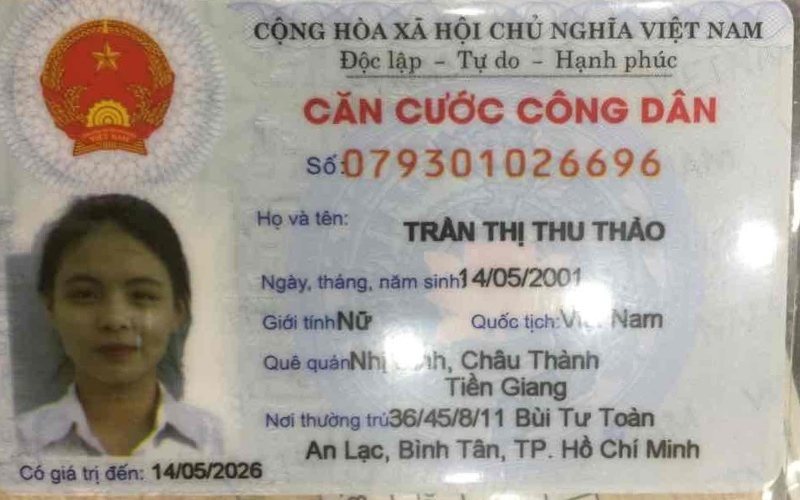 CỘNG HÒA XÃ HỘI CHỦ NGHĨA VIỆT NAM
Độc lập – Tự do – Hạnh phúc
CĂN CƯỚC CÔNG DÂN
Số: 079301026696
Họ và tên: TRẦN THỊ THU THẢO
Ngày, tháng, năm sinh: 14/05/2001
Giới tính: Nữ Quốc tịch: Việt Nam
Quê quán: Nhị , Châu Thành
Tiền Giang
Nơi thường trú: 36/45/8/11 Bùi Tư Toàn
An Lạc, Bình Tân, TP. Hồ Chí Minh
Có giá trị đến: 14/05/2026
VIỆT NAM